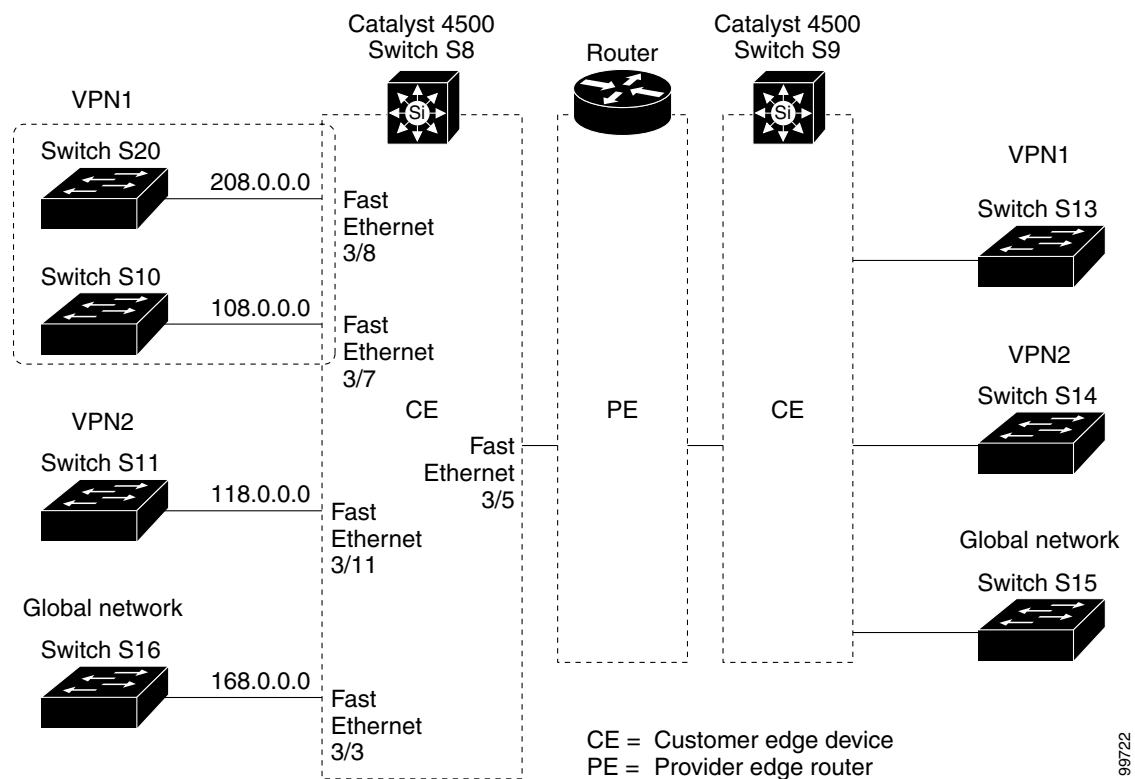 Catalyst 4500
Switch S8
Router
Catalyst 4500
Switch S9
Si
Si
VPN1
Switch S20
208.0.0.0
Fast
Ethernet
3/8
Switch S10
108.0.0.0
Fast
Ethernet
3/7
VPN2
Switch S11
118.0.0.0
Fast
Ethernet
3/11
Global network
Switch S16
168.0.0.0
Fast
Ethernet
3/3
CE
Fast
Ethernet
3/5
PE
CE
VPN1
Switch S13
VPN2
Switch S14
Global network
Switch S15
CE = Customer edge device
PE = Provider edge router
99722